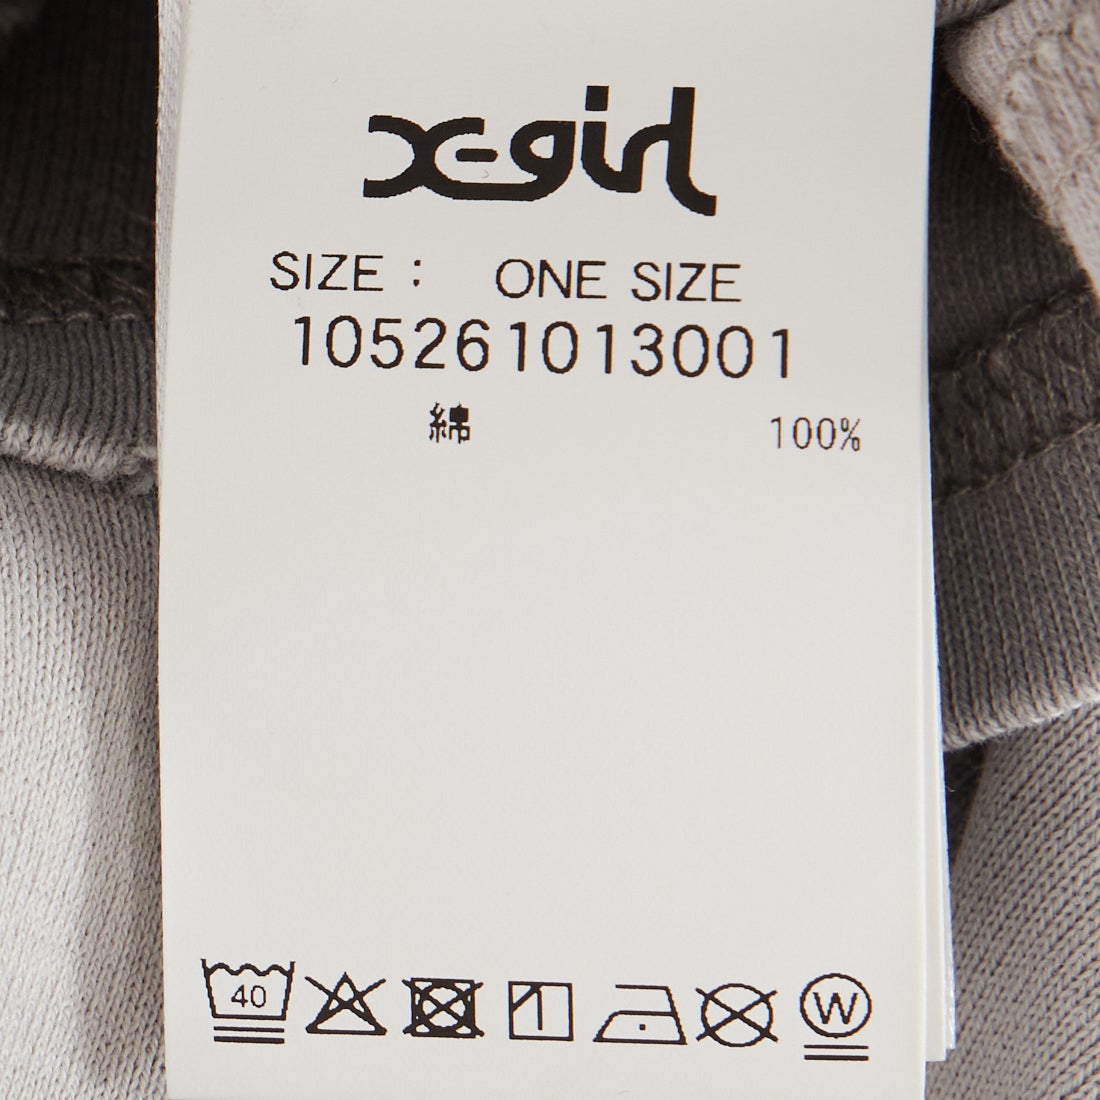 X-girl
SIZE : ONE SIZE
105261013001
綿 100%
40
W